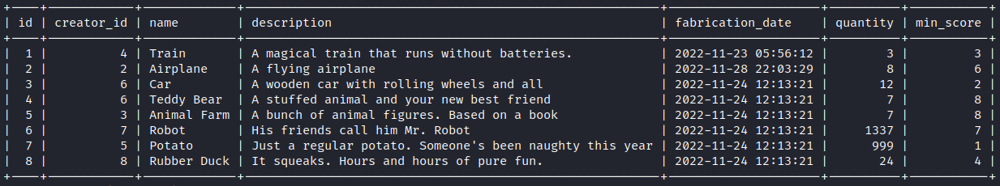 +----+------------+-------------+-----------------------------------------------------+---------------------+----------+-----------+
| id | creator_id | name        | description                                         | fabrication_date    | quantity | min_score |
+----+------------+-------------+-----------------------------------------------------+---------------------+----------+-----------+
|  1 |          4 | Train       | A magical train that runs without batteries.        | 2022-11-23 05:56:12 |        3 |         3 |
|  2 |          2 | Airplane    | A flying airplane                                   | 2022-11-28 22:03:29 |        8 |         6 |
|  3 |          6 | Car         | A wooden car with rolling wheels and all            | 2022-11-24 12:13:21 |       12 |         2 |
|  4 |          6 | Teddy Bear  | A stuffed animal and your new best friend           | 2022-11-24 12:13:21 |        7 |         8 |
|  5 |          3 | Animal Farm | A bunch of animal figures. Based on a book          | 2022-11-24 12:13:21 |        7 |         8 |
|  6 |          7 | Robot       | His friends call him Mr. Robot                      | 2022-11-24 12:13:21 |     1337 |         7 |
|  7 |          5 | Potato      | Just a regular potato. Someone's been naughty this year | 2022-11-24 12:13:21 |      999 |         1 |
|  8 |          8 | Rubber Duck | It squeaks. Hours and hours of pure fun.            | 2022-11-24 12:13:21 |       24 |         4 |
+----+------------+-------------+-----------------------------------------------------+---------------------+----------+-----------+